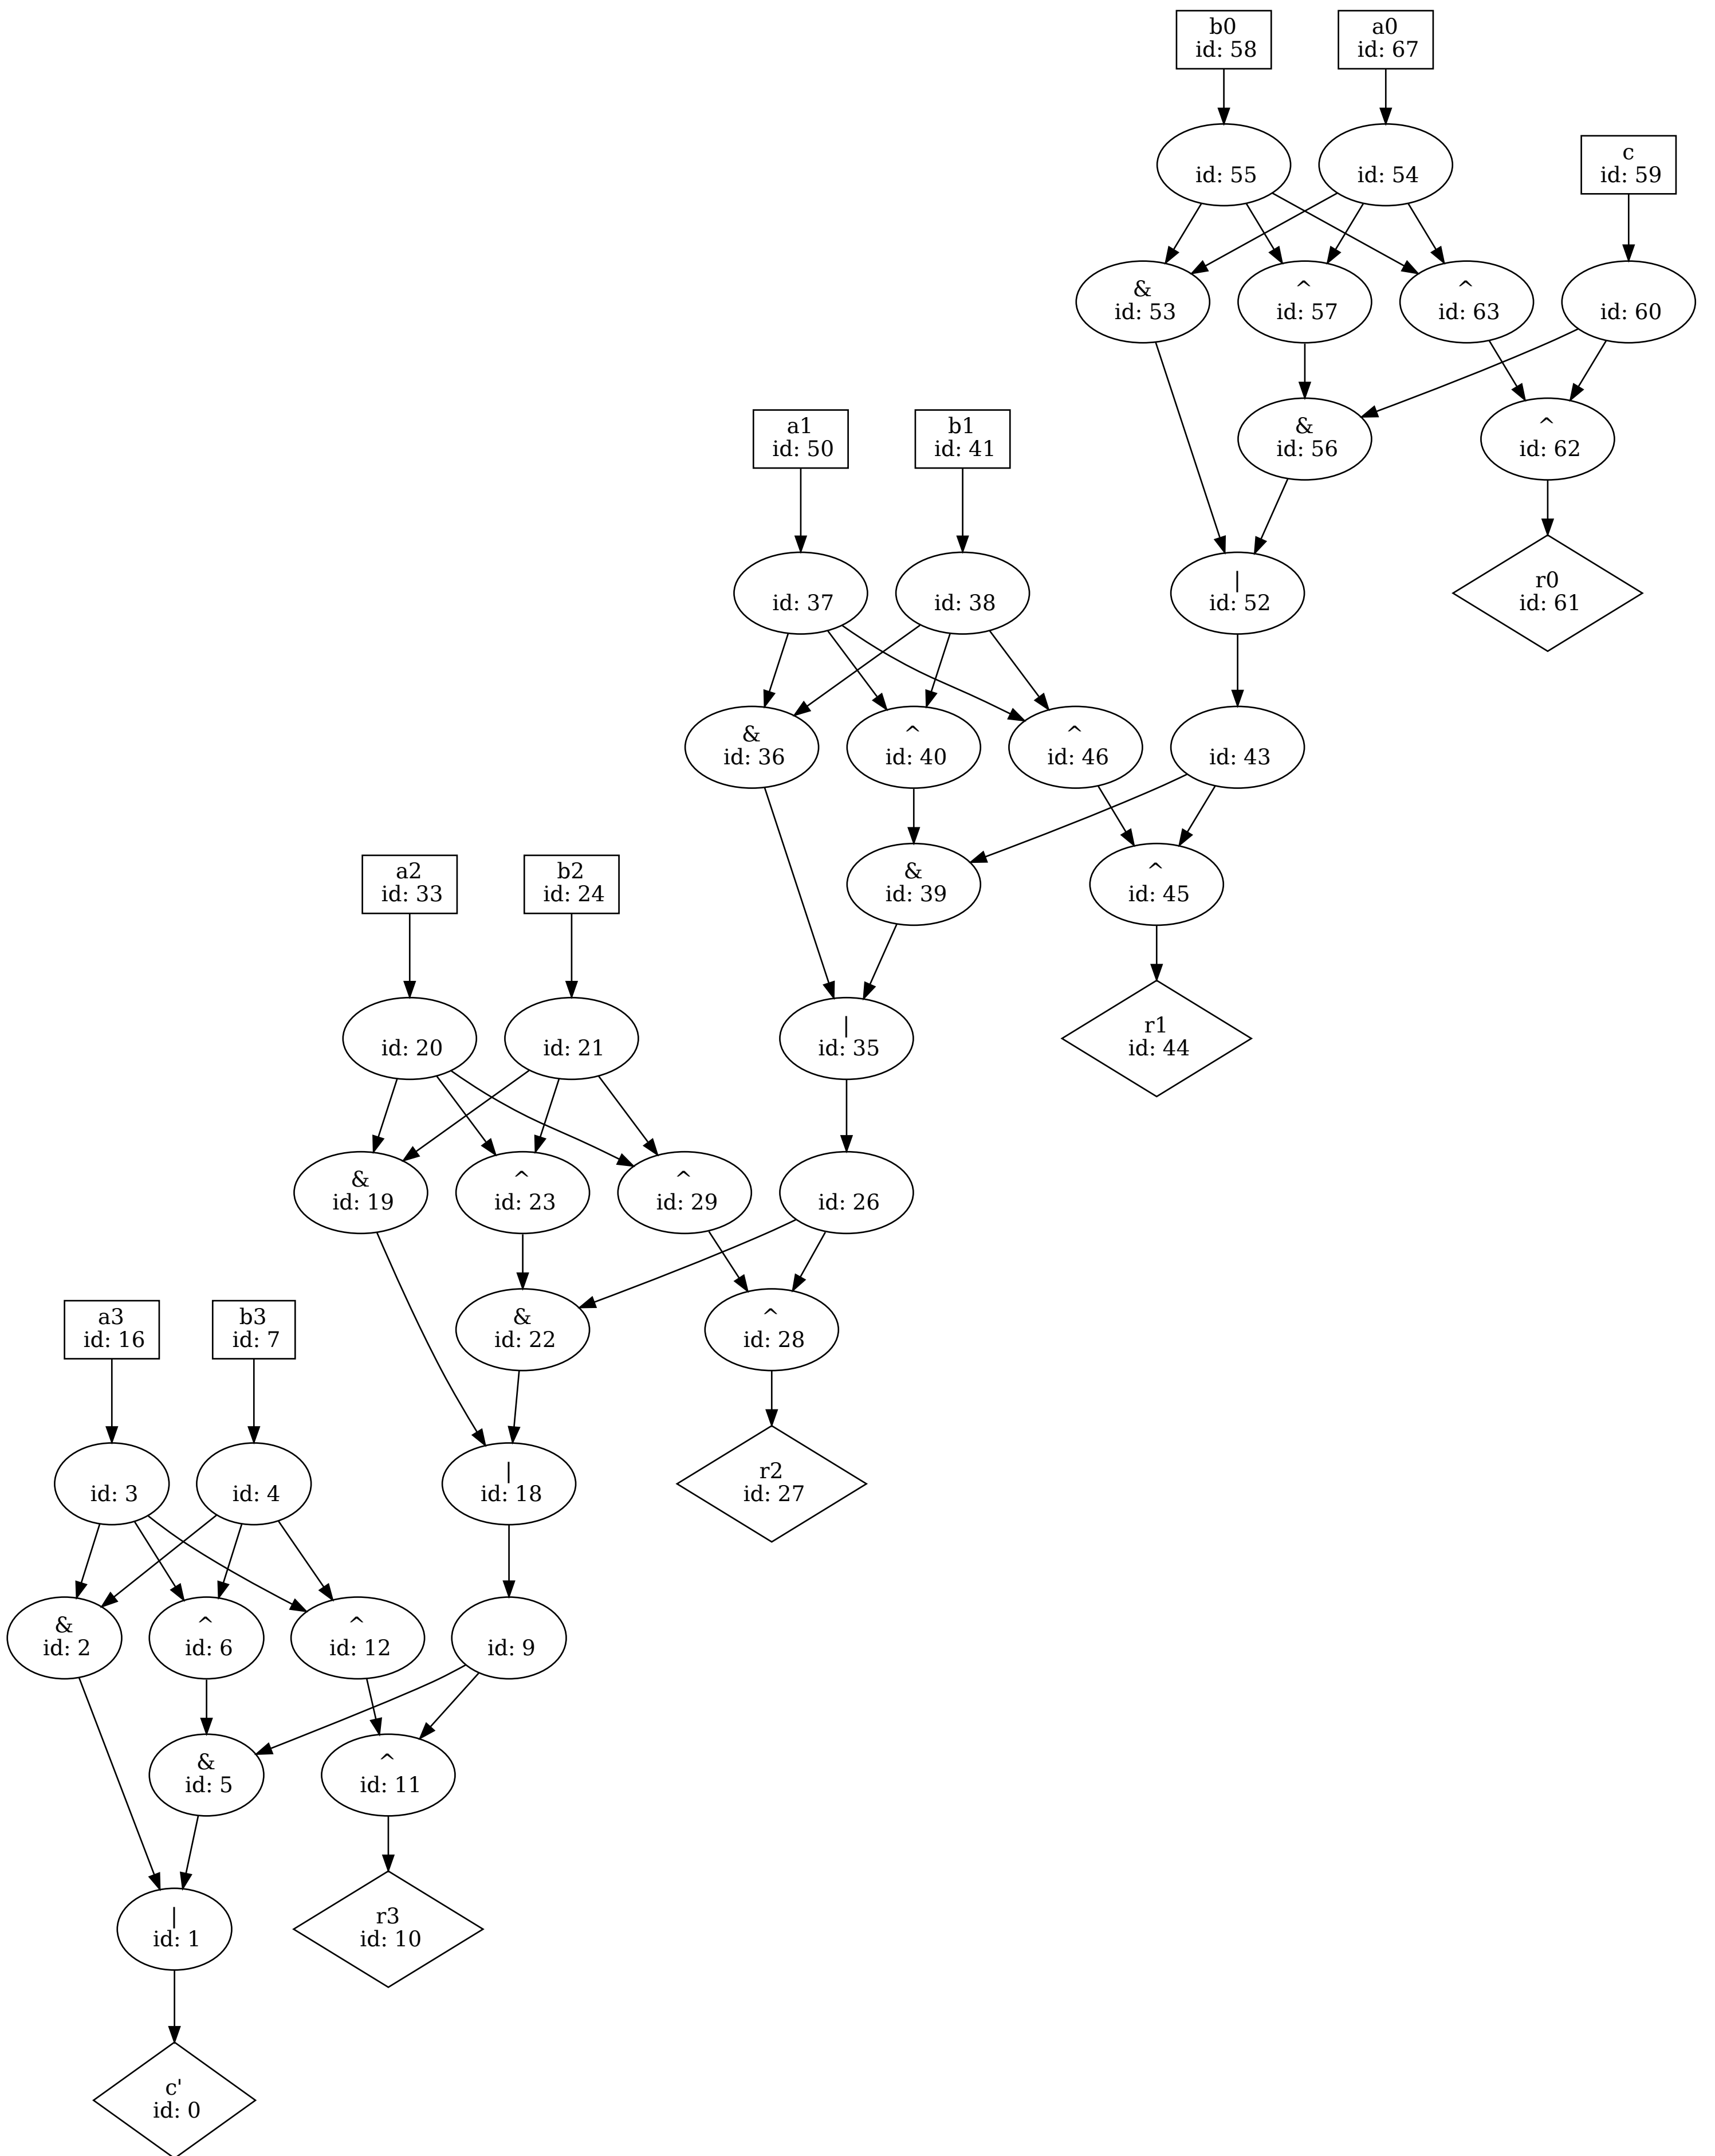 b0
id: 58
a0
id: 67
c
id: 59
id: 55
id: 54
&
id: 53
^
id: 57
^
id: 63
id: 60
a1
id: 50
b1
id: 41
&
id: 56
^
id: 62
id: 37
id: 38
|
id: 52
r0
id: 61
&
id: 36
^
id: 40
^
id: 46
id: 43
a2
id: 33
b2
id: 24
&
id: 39
^
id: 45
id: 20
id: 21
|
id: 35
r1
id: 44
&
id: 19
^
id: 23
^
id: 29
id: 26
a3
id: 16
b3
id: 7
&
id: 22
^
id: 28
id: 3
id: 4
|
id: 18
r2
id: 27
&
id: 2
^
id: 6
^
id: 12
id: 9
&
id: 5
^
id: 11
|
id: 1
r3
id: 10
c'
id: 0